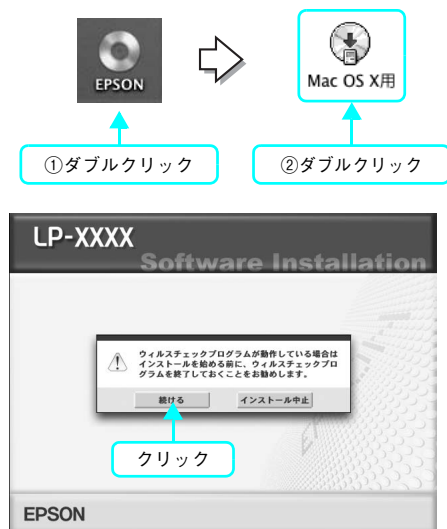 EPSON
Mac OS X用
①ダブルクリック
②ダブルクリック
LP-XXXX
Software Installation
ウィルスチェックプログラムが動作している場合は
インストールを始める前に、ウィルスチェックプロ
グラムを終了しておくことをお勧めします。
続ける
インストール中止
クリック
EPSON